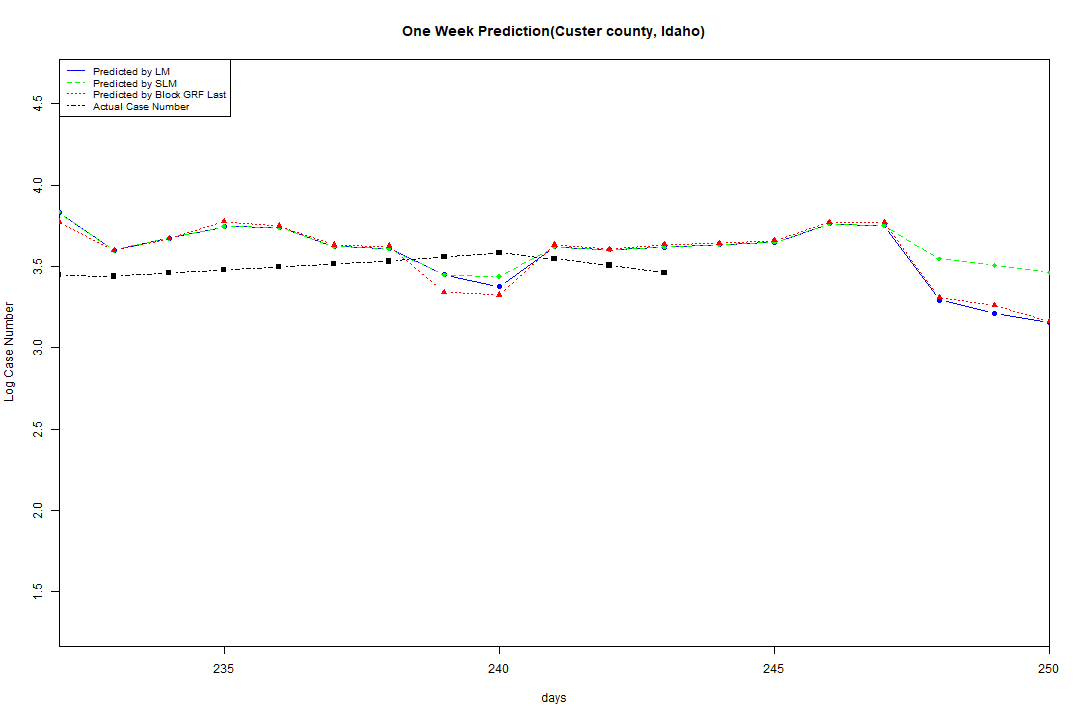 One Week Prediction(Custer county, Idaho)
Predicted by LM
Predicted by SLM
Predicted by Block GRF Last
Actual Case Number
4.5
4.0
3.5
3.0
2.5
2.0
1.5
Log Case Number
235 240 245 250
days